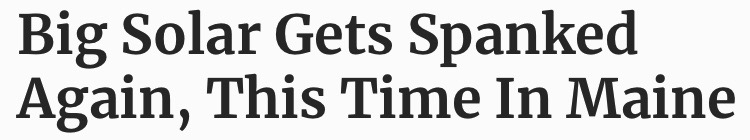 Big Solar Gets Spanked
Again, This Time In Maine